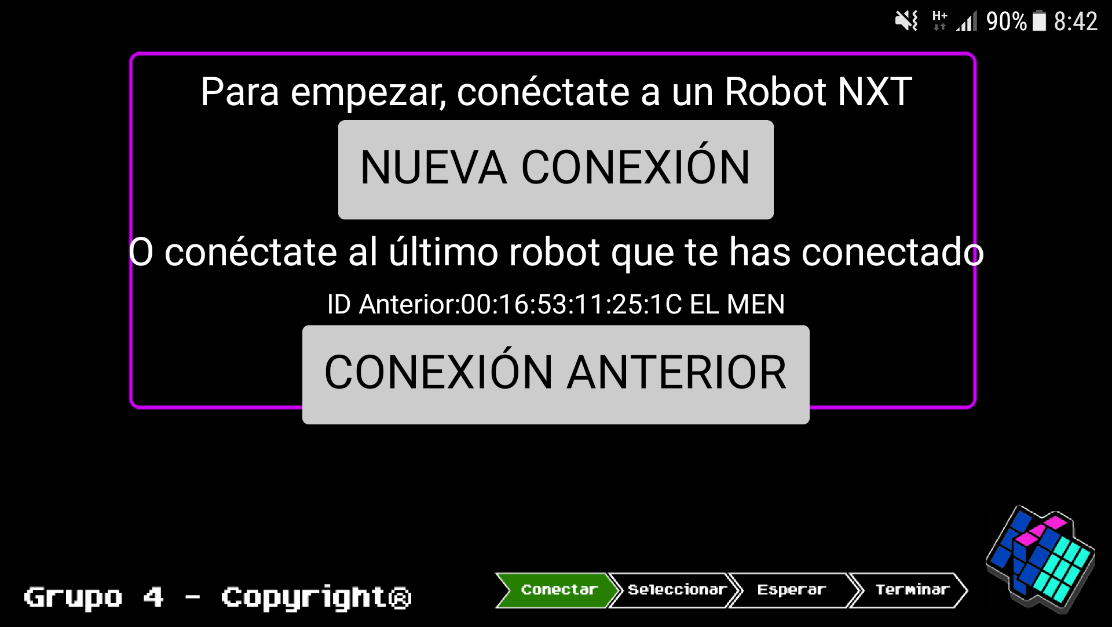 H+ 90% 8:42
Para empezar, conéctate a un Robot NXT
NUEVA CONEXIÓN
O conéctate al último robot que te has conectado
ID Anterior:00:16:53:11:25:1C EL MEN
CONEXIÓN ANTERIOR
Grupo 4 - Copyright®
Conectar Seleccionar Esperar Terminar